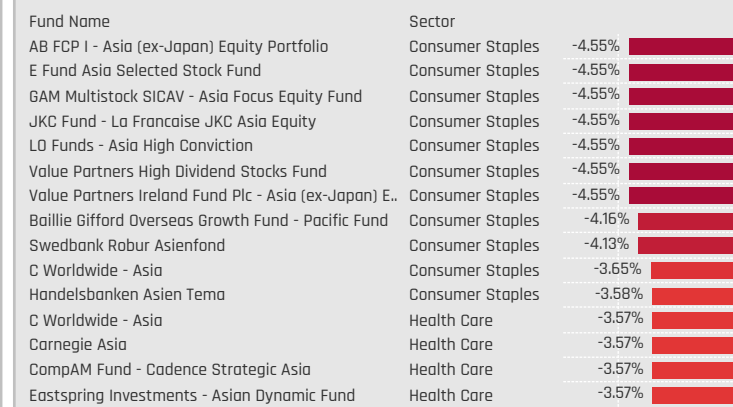 Fund Name Sector
AB FCP I - Asia (ex-Japan) Equity Portfolio Consumer Staples -4.55%
E Fund Asia Selected Stock Fund Consumer Staples -4.55%
GAM Multistock SICAV - Asia Focus Equity Fund Consumer Staples -4.55%
JKC Fund - La Francaise JKC Asia Equity Consumer Staples -4.55%
LO Funds - Asia High Conviction Consumer Staples -4.55%
Value Partners High Dividend Stocks Fund Consumer Staples -4.55%
Value Partners Ireland Fund Plc - Asia (ex-Japan) E.. Consumer Staples -4.55%
Baillie Gifford Overseas Growth Fund - Pacific Fund Consumer Staples -4.16%
Swedbank Robur Asienfond Consumer Staples -4.13%
C Worldwide - Asia Consumer Staples -3.65%
Handelsbanken Asien Tema Consumer Staples -3.58%
C Worldwide - Asia Health Care -3.57%
Carnegie Asia Health Care -3.57%
CompAM Fund - Cadence Strategic Asia Health Care -3.57%
Eastspring Investments - Asian Dynamic Fund Health Care -3.57%